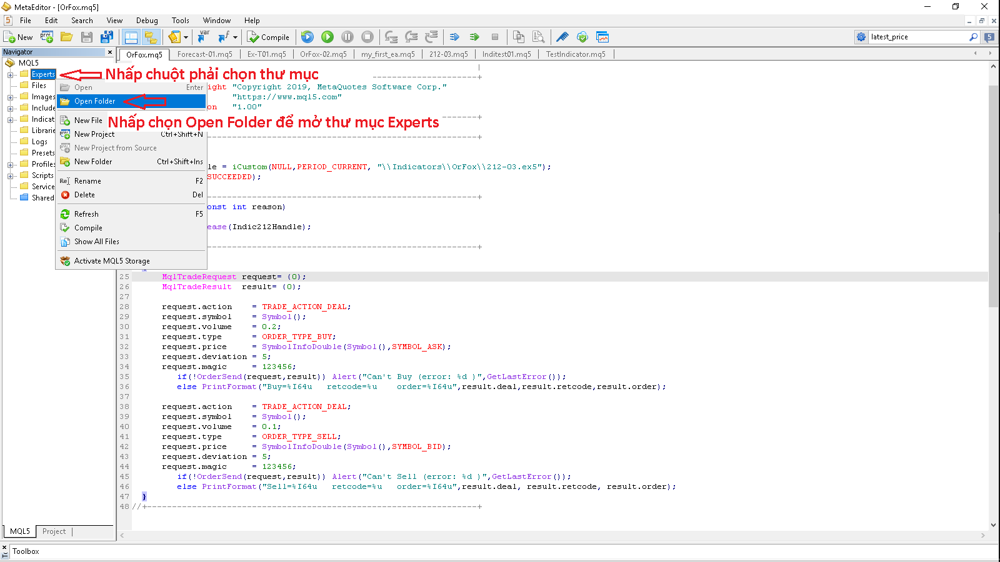 MetaEditor - [OrFox.mq5]
File Edit Search View Debug Tools Window Help
New Compile latest_price
Navigator
OrFox.mq5 Forecast-01.mq5 Ex-T01.mq5 OrFox-02.mq5 my_first_ea.mq5 212-03.mq5 Inditest01.mq5 TestIndicator.mq5
MQL5
Experts
Nhấp chuột phải chọn thư mục
Files
Images
Include
Indicat
Librarie
Logs
Presets
Profiles
Scripts
Service
Shared
Open Enter
Open Folder
Nhấp chọn Open Folder để mở thư mục Experts
New File
New Project Ctrl+Shift+N
New Project from Source
New Folder Ctrl+Shift+Ins
Rename F2
Delete Del
Refresh F5
Compile
Show All Files
Activate MQL5 Storage
ight "Copyright 2019, MetaQuotes Software Corp."
"https://www.mql5.com"
on "1.00"
le = iCustom(NULL,PERIOD_CURRENT, "\\Indicators\\OrFox\\212-03.ex5");
SUCCEEDED);
onst int reason)
ease(Indic212Handle);
25 MqlTradeRequest request= {0};
26 MqlTradeResult result= {0};
27
28 request.action = TRADE_ACTION_DEAL;
29 request.symbol = Symbol();
30 request.volume = 0.2;
31 request.type = ORDER_TYPE_BUY;
32 request.price = SymbolInfoDouble(Symbol(),SYMBOL_ASK);
33 request.deviation = 5;
34 request.magic = 123456;
35 if(!OrderSend(request,result)) Alert("Can't Buy (error: %d )",GetLastError());
36 else PrintFormat("Buy=%I64u retcode=%u order=%I64u",result.deal,result.retcode,result.order);
37
38 request.action = TRADE_ACTION_DEAL;
39 request.symbol = Symbol();
40 request.volume = 0.1;
41 request.type = ORDER_TYPE_SELL;
42 request.price = SymbolInfoDouble(Symbol(),SYMBOL_BID);
43 request.deviation = 5;
44 request.magic = 123456;
45 if(!OrderSend(request,result)) Alert("Can't Sell (error: %d )",GetLastError());
46 else PrintFormat("Sell=%I64u retcode=%u order=%I64u",result.deal, result.retcode, result.order);
47 }
48 //+------------------------------------------------------------------+
MQL5 Project
Toolbox